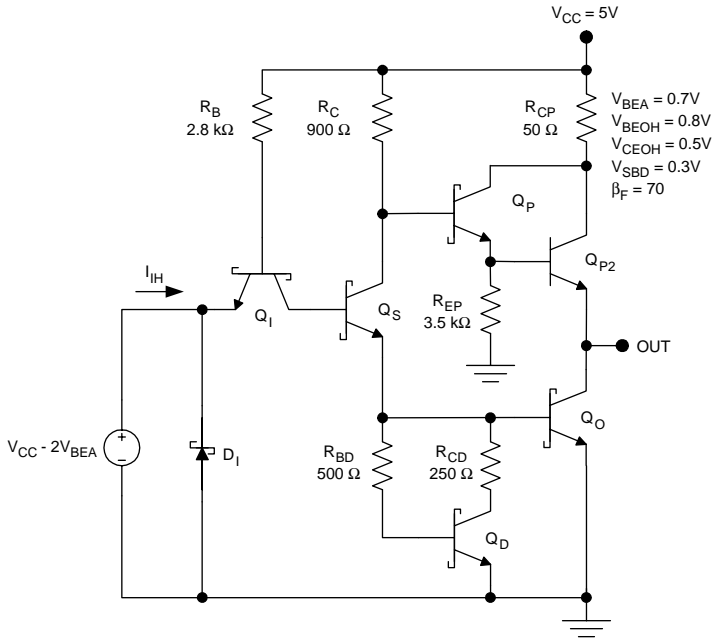 V_CC = 5V
R_B
2.8 kΩ
R_C
900 Ω
R_CP
50 Ω
V_BEA = 0.7V
V_BEOH = 0.8V
V_CEOH = 0.5V
V_SBD = 0.3V
β_F = 70
Q_P
Q_P2
I_IH
Q_I
Q_S
R_EP
3.5 kΩ
OUT
V_CC - 2V_BEA
+
−
D_I
R_BD
500 Ω
R_CD
250 Ω
Q_O
Q_D